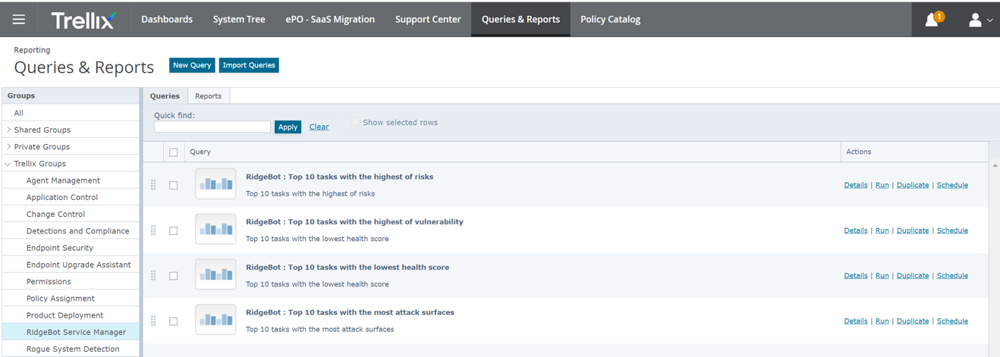 Trellix Dashboards System Tree ePO - SaaS Migration Support Center Queries & Reports Policy Catalog 1
Reporting
Queries & Reports New Query Import Queries
Groups
All
Shared Groups
Private Groups
Trellix Groups
Agent Management
Application Control
Change Control
Detections and Compliance
Endpoint Security
Endpoint Upgrade Assistant
Permissions
Policy Assignment
Product Deployment
RidgeBot Service Manager
Rogue System Detection
Queries Reports
Quick find:
Apply Clear Show selected rows
Query Actions
RidgeBot : Top 10 tasks with the highest of risks
Top 10 tasks with the highest of risks
Details | Run | Duplicate | Schedule
RidgeBot : Top 10 tasks with the highest of vulnerability
Top 10 tasks with the lowest health score
Details | Run | Duplicate | Schedule
RidgeBot : Top 10 tasks with the lowest health score
Top 10 tasks with the lowest health score
Details | Run | Duplicate | Schedule
RidgeBot : Top 10 tasks with the most attack surfaces
Top 10 tasks with the most attack surfaces
Details | Run | Duplicate | Schedule